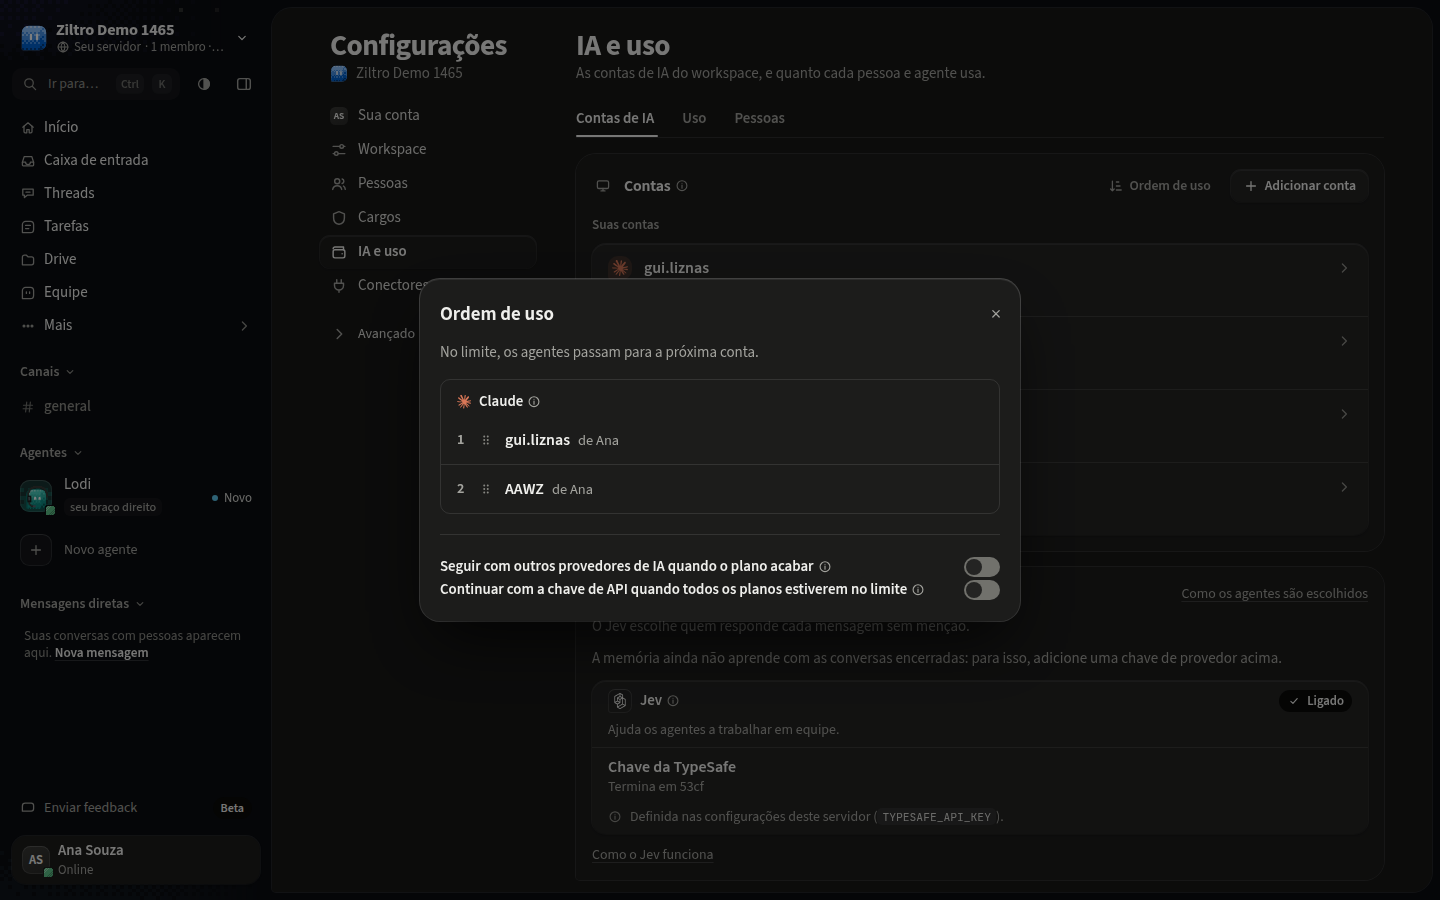 Ziltro Demo 1465
Seu servidor · 1 membro ·…
Ir para…
Ctrl
K
Início
Caixa de entrada
Threads
Tarefas
Drive
Equipe
Mais
Canais
# general
Agentes
Lodi
seu braço direito
Novo
Novo agente
Mensagens diretas
Suas conversas com pessoas aparecem
aqui. Nova mensagem
Enviar feedback
Beta
AS
Ana Souza
Online
Configurações
Ziltro Demo 1465
AS
Sua conta
Workspace
Pessoas
Cargos
IA e uso
Conectores
Avançado
IA e uso
As contas de IA do workspace, e quanto cada pessoa e agente usa.
Contas de IA
Uso
Pessoas
Contas
Ordem de uso
Adicionar conta
Suas contas
gui.liznas
Ordem de uso
No limite, os agentes passam para a próxima conta.
Claude
1 gui.liznas de Ana
2 AAWZ de Ana
Seguir com outros provedores de IA quando o plano acabar
Continuar com a chave de API quando todos os planos estiverem no limite
Como os agentes são escolhidos
O Jev escolhe quem responde cada mensagem sem menção.
A memória ainda não aprende com as conversas encerradas: para isso, adicione uma chave de provedor acima.
Jev
Ligado
Ajuda os agentes a trabalhar em equipe.
Chave da TypeSafe
Termina em 53cf
Definida nas configurações deste servidor ( TYPESAFE_API_KEY ).
Como o Jev funciona